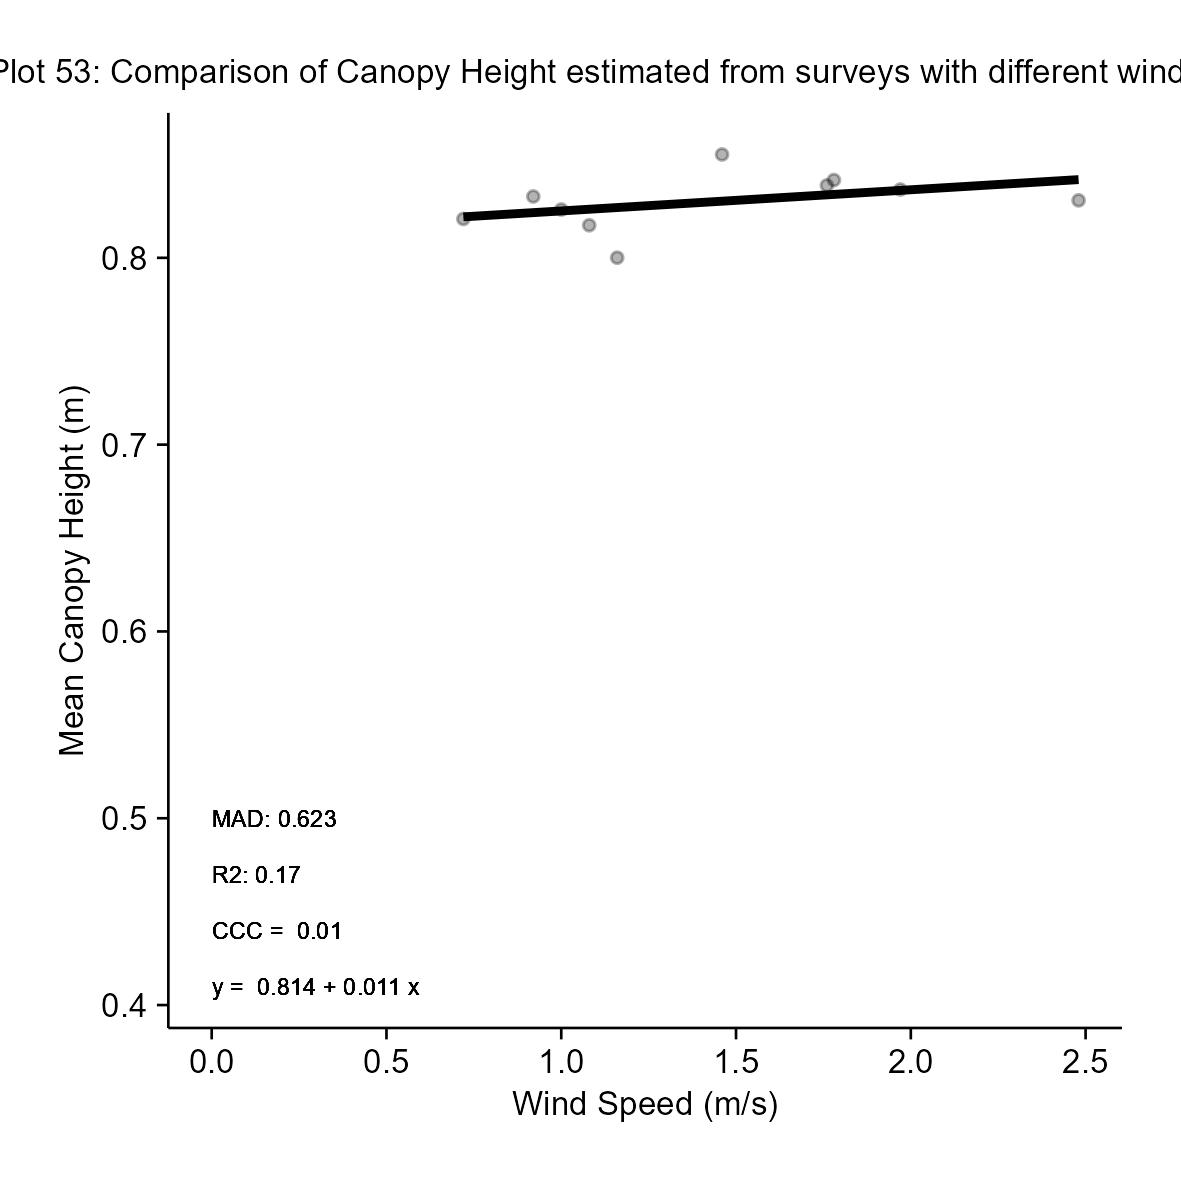 Plot 53: Comparison of Canopy Height estimated from surveys with different wind
0.8
0.7
0.6
0.5
0.4
Mean Canopy Height (m)
MAD: 0.623
R2: 0.17
CCC = 0.01
y = 0.814 + 0.011 x
0.0 0.5 1.0 1.5 2.0 2.5
Wind Speed (m/s)